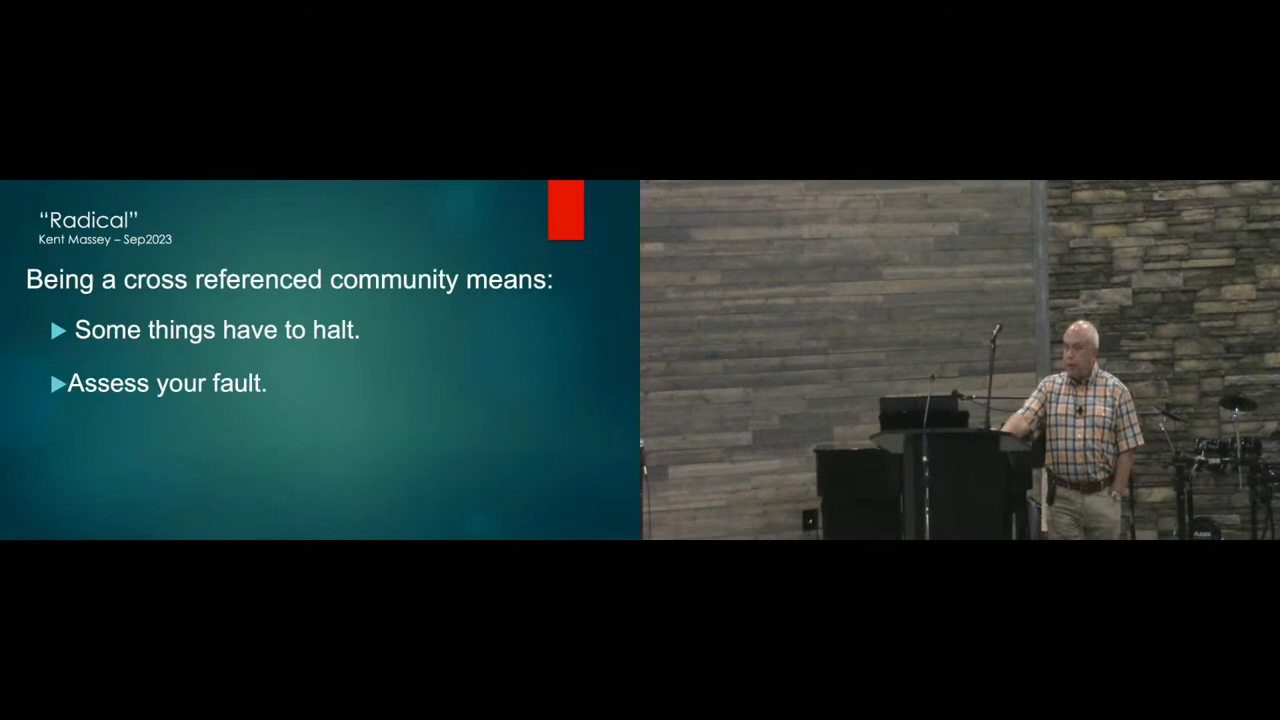 “Radical”
Kent Massey – Sep2023
Being a cross referenced community means:
Some things have to halt.
Assess your fault.